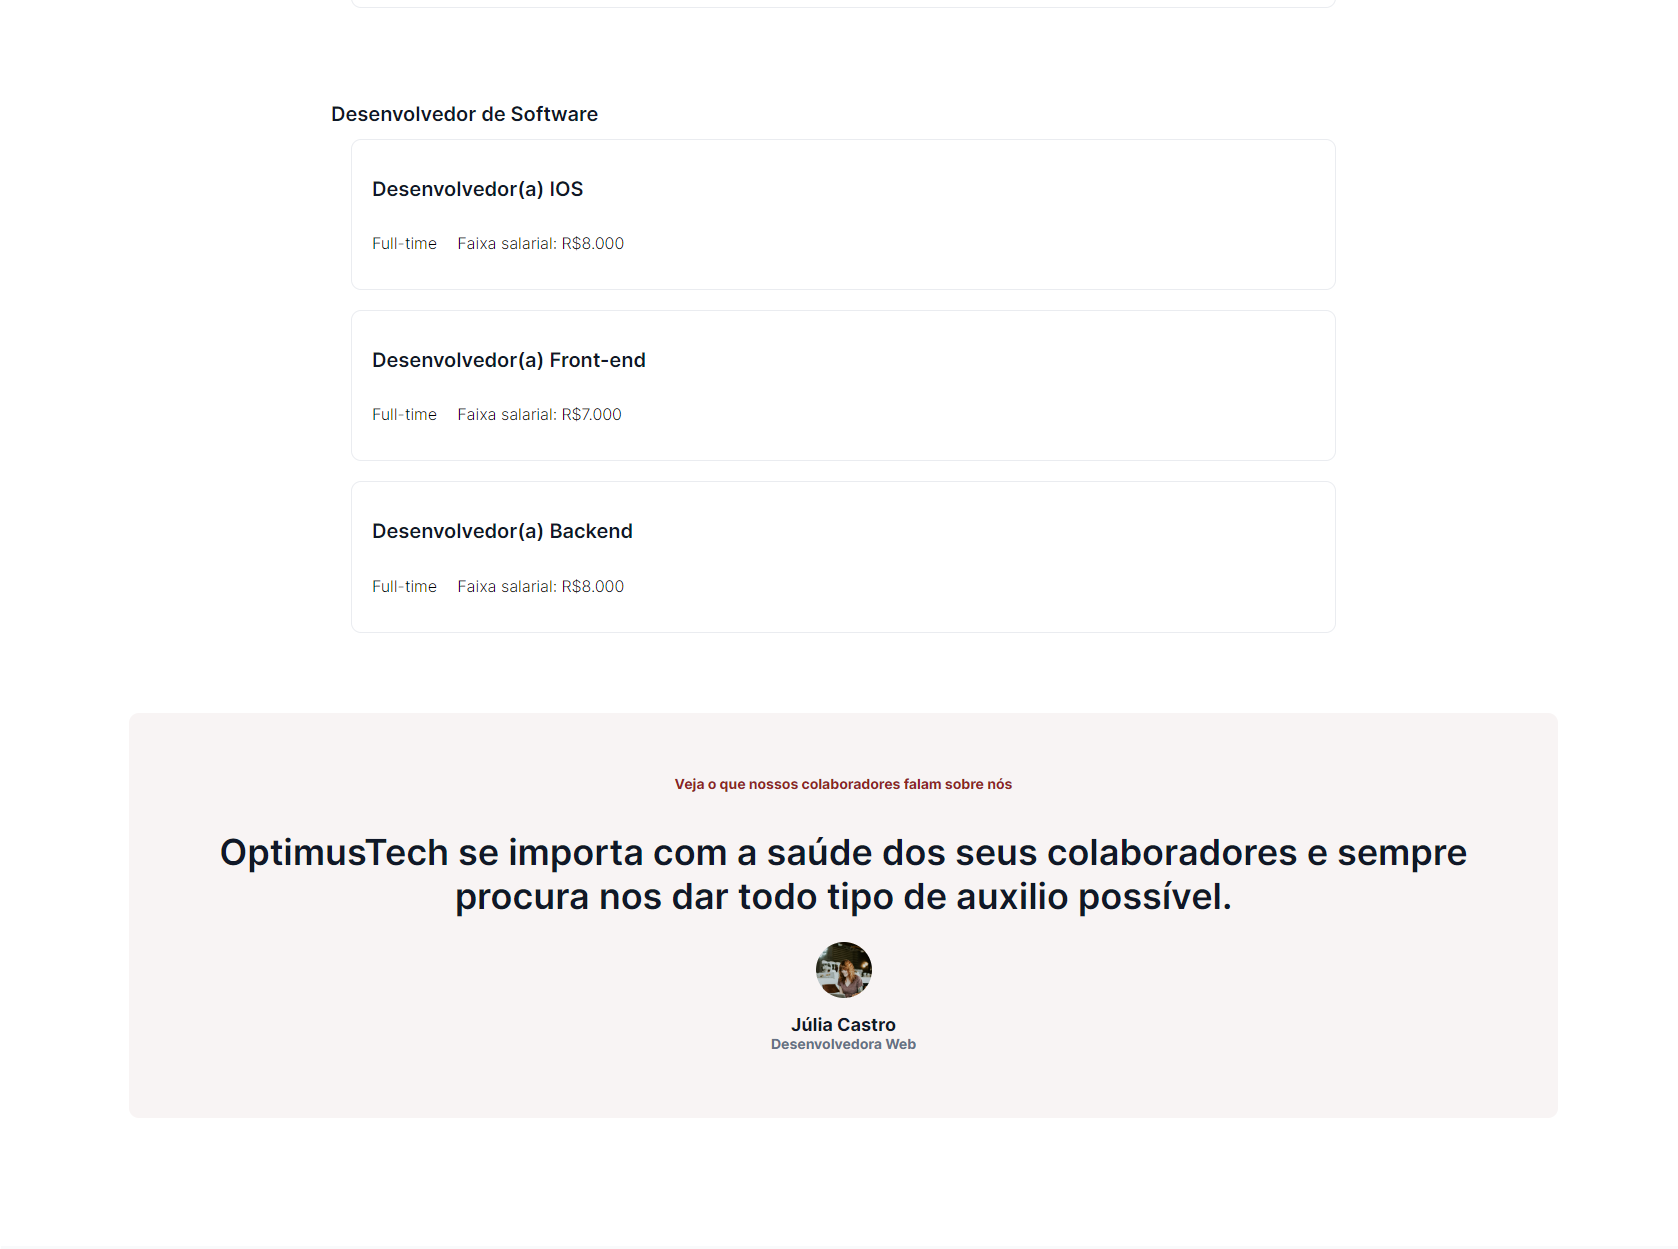 Desenvolvedor de Software
Desenvolvedor(a) IOS
Full-time Faixa salarial: R$8.000
Desenvolvedor(a) Front-end
Full-time Faixa salarial: R$7.000
Desenvolvedor(a) Backend
Full-time Faixa salarial: R$8.000
Veja o que nossos colaboradores falam sobre nós
OptimusTech se importa com a saúde dos seus colaboradores e sempre
procura nos dar todo tipo de auxilio possível.
Júlia Castro
Desenvolvedora Web